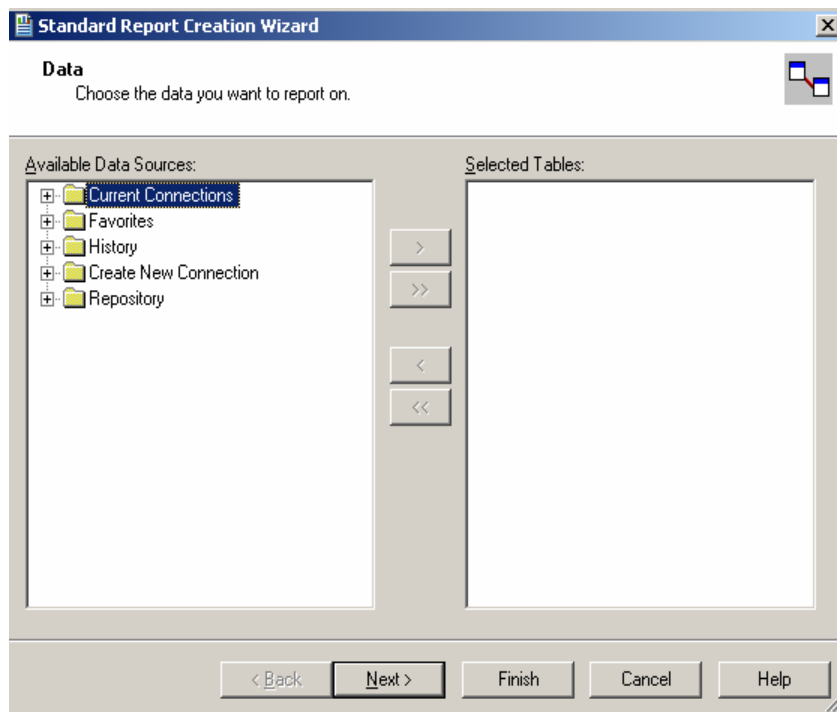 Standard Report Creation Wizard
Data
Choose the data you want to report on.
Available Data Sources:
Selected Tables:
Current Connections
Favorites
History
Create New Connection
Repository
>
>>
<
<<
< Back
Next >
Finish
Cancel
Help